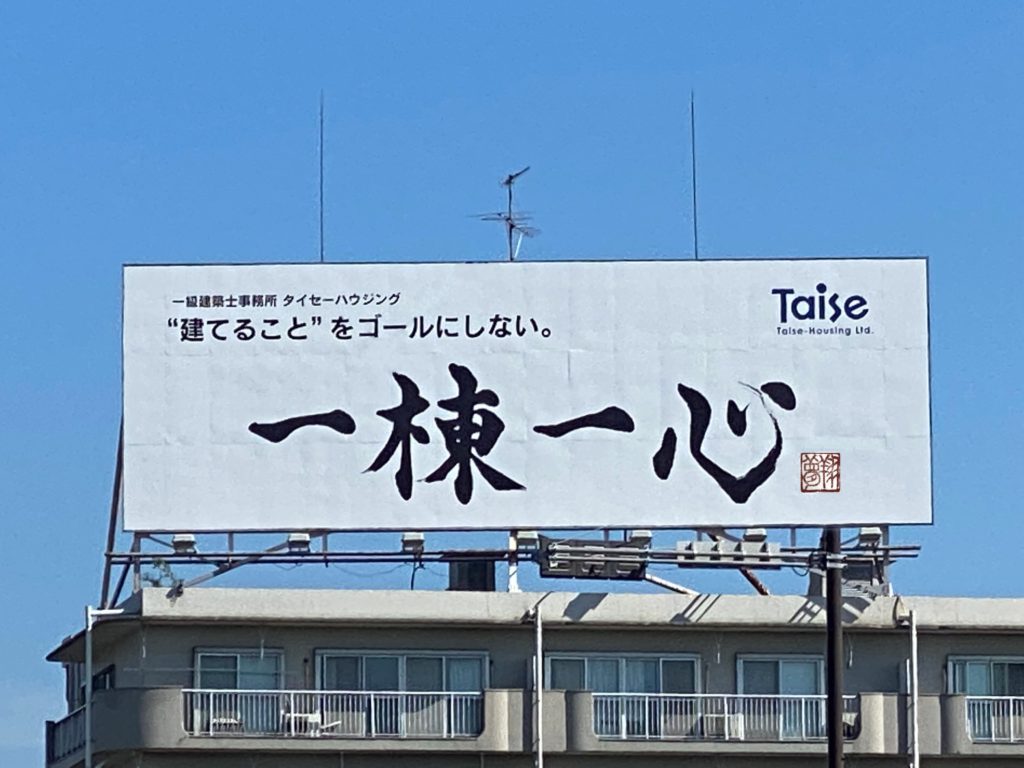 一級建築士事務所 タイセーハウジング
“建てること”をゴールにしない。
Taise
Taise-Housing Ltd.
一棟一心
夢翔